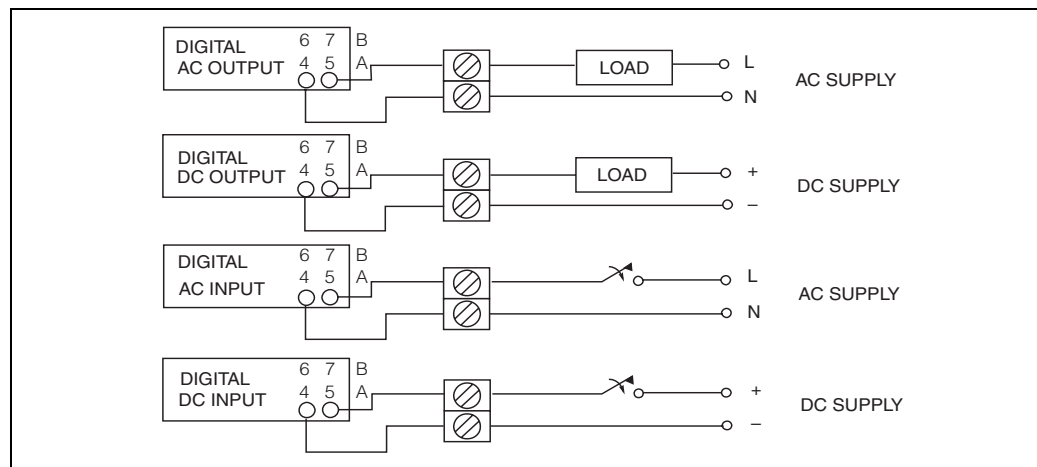 DIGITAL 6 7 B
AC OUTPUT 4 5 A LOAD L AC SUPPLY
N
DIGITAL 6 7 B
DC OUTPUT 4 5 A LOAD + DC SUPPLY
–
DIGITAL 6 7 B
AC INPUT 4 5 A L AC SUPPLY
N
DIGITAL 6 7 B
DC INPUT 4 5 A + DC SUPPLY
–